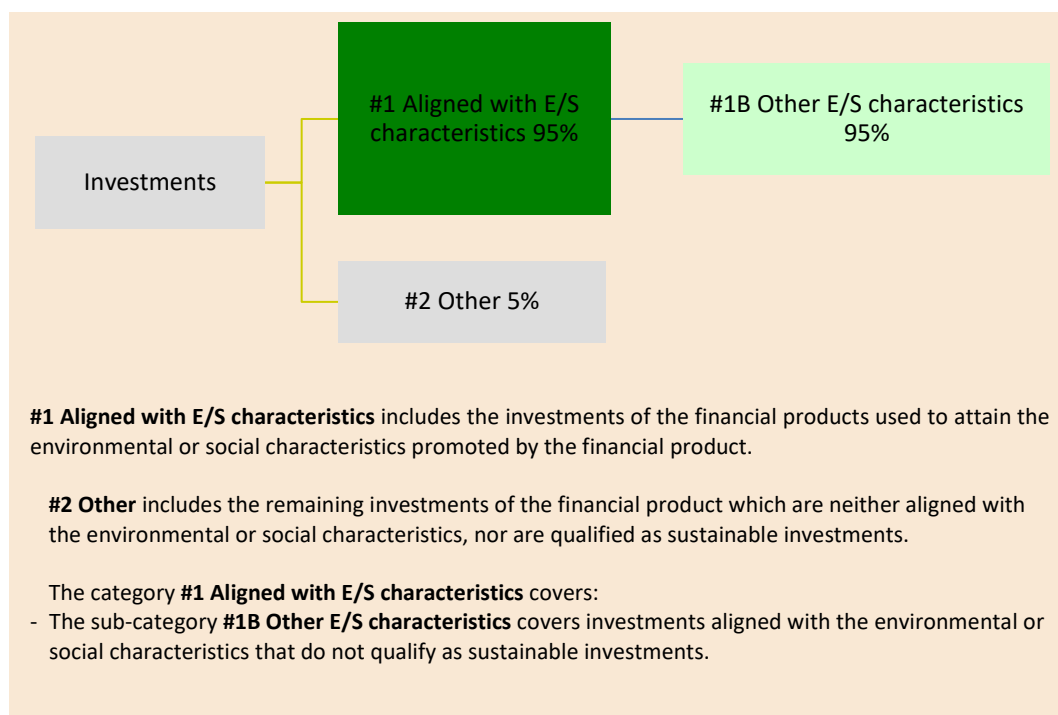 #1 Aligned with E/S
characteristics 95%
#1B Other E/S characteristics
95%
Investments
#2 Other 5%
#1 Aligned with E/S characteristics includes the investments of the financial products used to attain the
environmental or social characteristics promoted by the financial product.
#2 Other includes the remaining investments of the financial product which are neither aligned with
the environmental or social characteristics, nor are qualified as sustainable investments.
The category #1 Aligned with E/S characteristics covers:
- The sub-category #1B Other E/S characteristics covers investments aligned with the environmental or
social characteristics that do not qualify as sustainable investments.